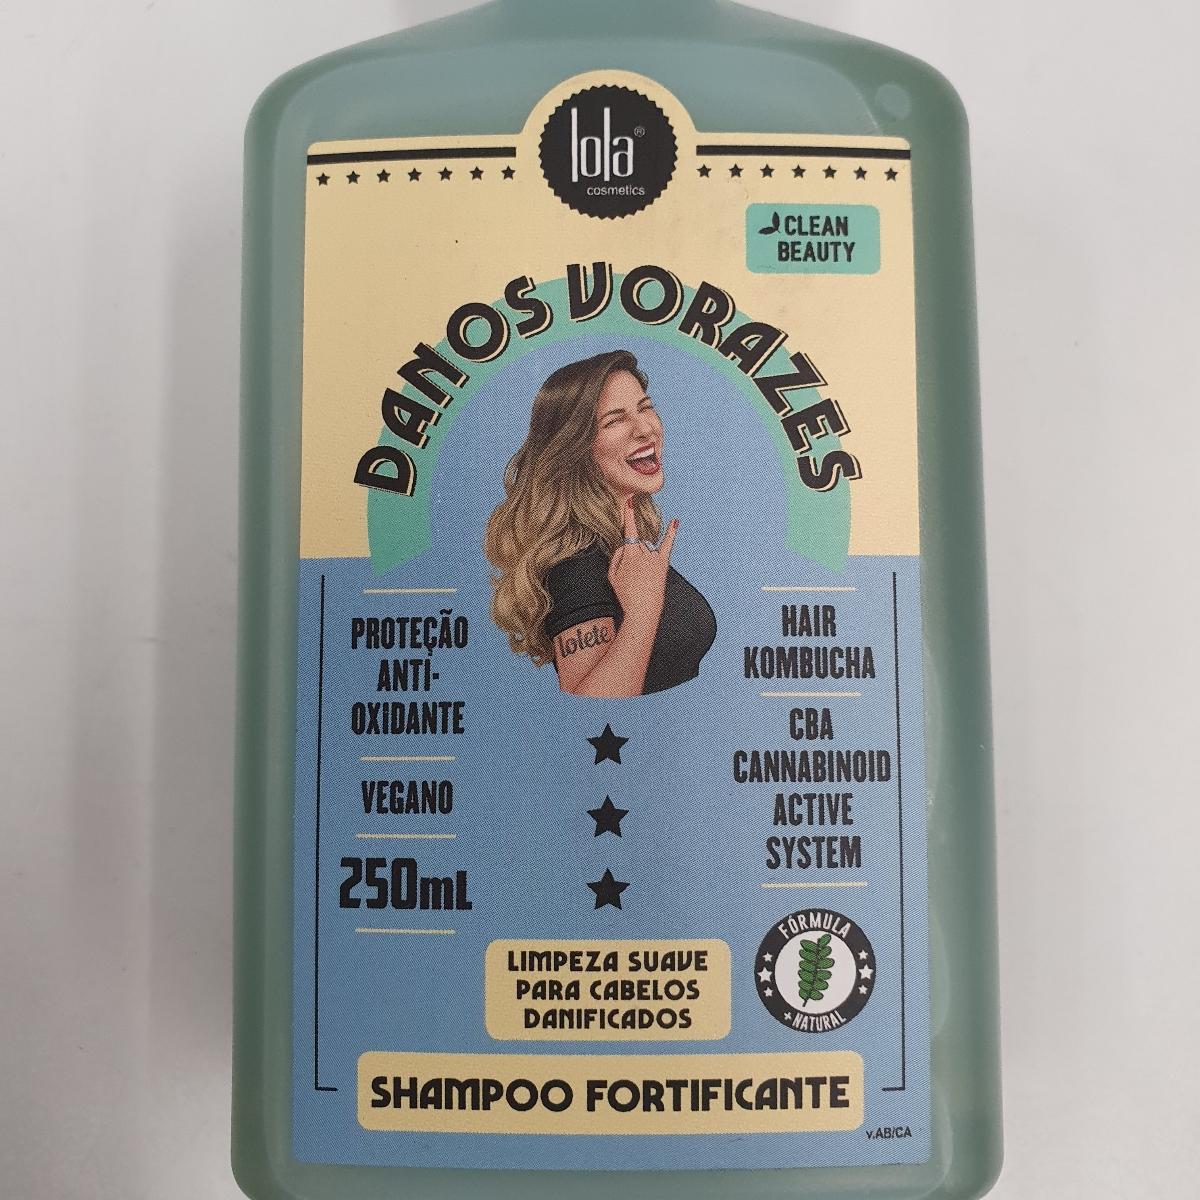 lola®
cosmetics
CLEAN
BEAUTY
DANOS VORAZES
lolete
PROTEÇÃO
ANTI-
OXIDANTE
VEGANO
250mL
HAIR
KOMBUCHA
CBA
CANNABINOID
ACTIVE
SYSTEM
FÓRMULA
+ NATURAL
LIMPEZA SUAVE
PARA CABELOS
DANIFICADOS
SHAMPOO FORTIFICANTE
v.AB/CA